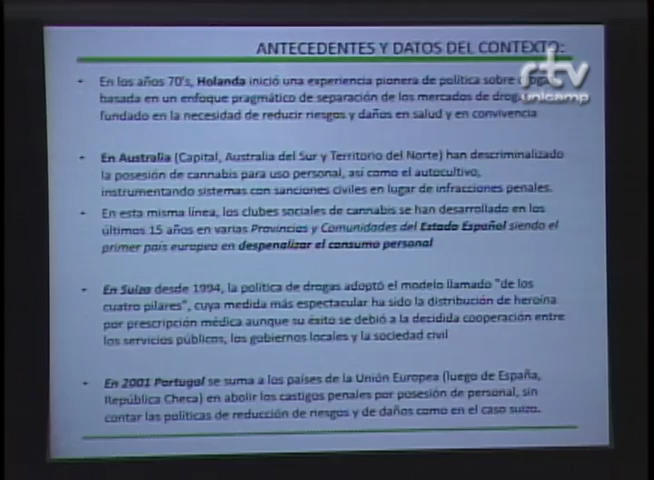 ANTECEDENTES Y DATOS DEL CONTEXTO:
rtv
unicamp
- En los años 70's, Holanda inició una experiencia pionera de política sobre
basada en un enfoque pragmático de separación de los mercados de
fundado en la necesidad de reducir riesgos y daños en salud y en convivencia
- En Australia (Capital, Australia del Sur y Territorio del Norte) han descriminalizado
la posesión de cannabis para uso personal, así como el autocultivo,
instrumentando sistemas con sanciones civiles en lugar de infracciones penales.
- En esta misma línea, los clubes sociales de cannabis se han desarrollado en los
últimos 15 años en varias Provincias y Comunidades del Estado Español siendo el
primer país europeo en despenalizar el consumo personal
- En Suiza desde 1994, la política de drogas adoptó el modelo llamado "de los
cuatro pilares", cuya medida más espectacular ha sido la distribución de heroína
por prescripción médica aunque su éxito se debió a la decidida cooperación entre
los servicios públicos, los gobiernos locales y la sociedad civil
- En 2001 Portugal se suma a los países de la Unión Europea (luego de España,
República Checa) en abolir los castigos penales por posesión de personal, sin
contar las políticas de reducción de riesgos y de daños como en el caso suizo.